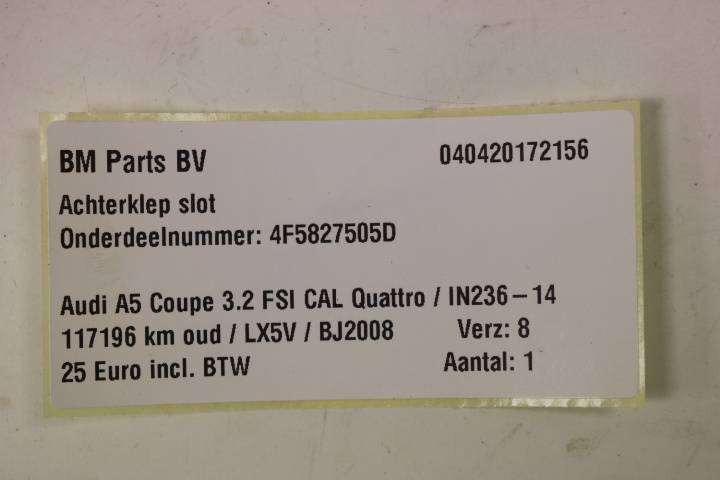 BM Parts BV 040420172156
Achterklep slot
Onderdeelnummer: 4F5827505D
Audi A5 Coupe 3.2 FSI CAL Quattro / IN236-14
117196 km oud / LX5V / BJ2008 Verz: 8
25 Euro incl. BTW Aantal: 1